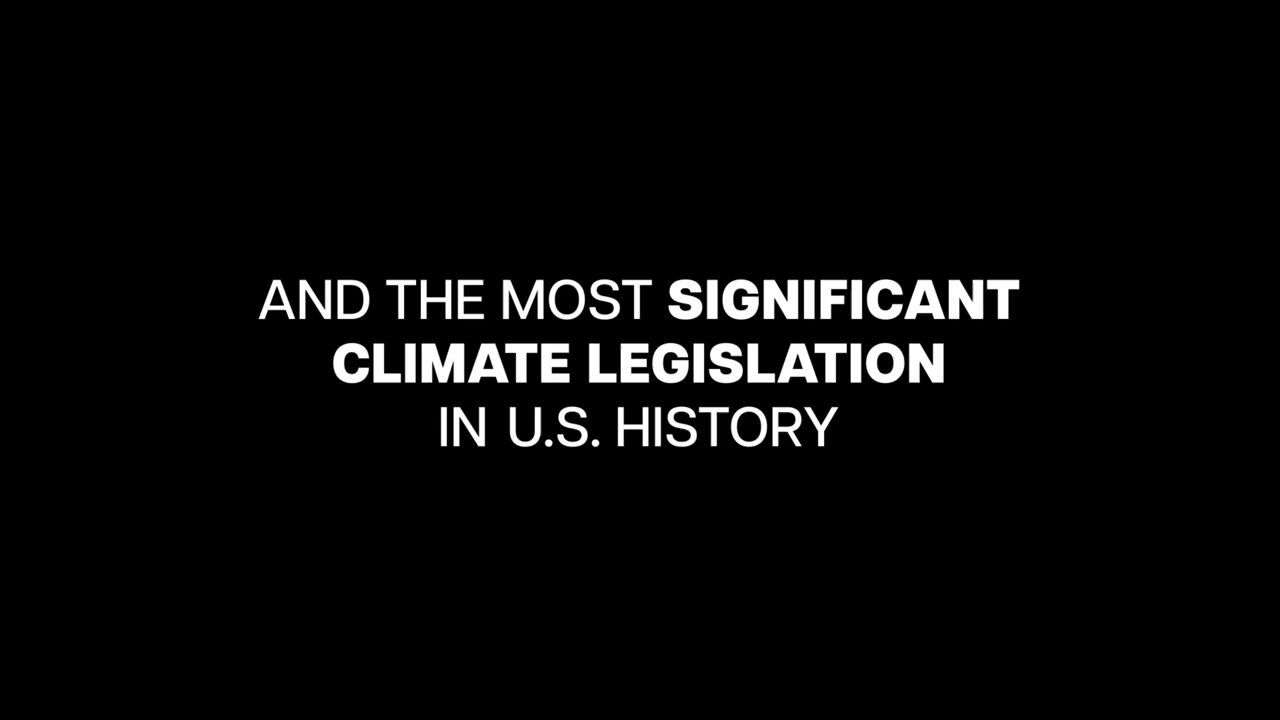 AND THE MOST SIGNIFICANT
CLIMATE LEGISLATION
IN U.S. HISTORY